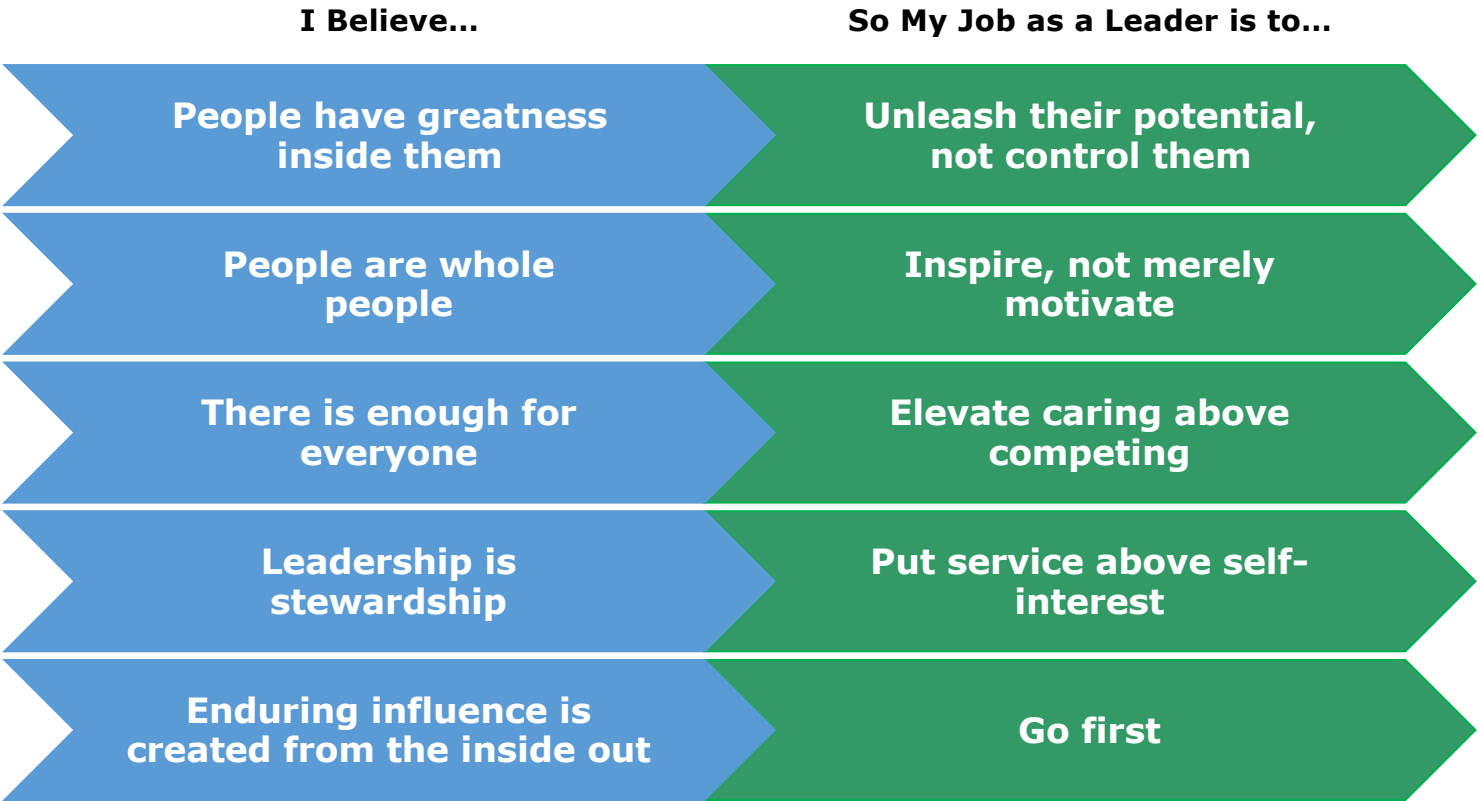 I Believe...
So My Job as a Leader is to...
People have greatness
inside them
Unleash their potential,
not control them
People are whole
people
Inspire, not merely
motivate
There is enough for
everyone
Elevate caring above
competing
Leadership is
stewardship
Put service above self-
interest
Enduring influence is
created from the inside out
Go first